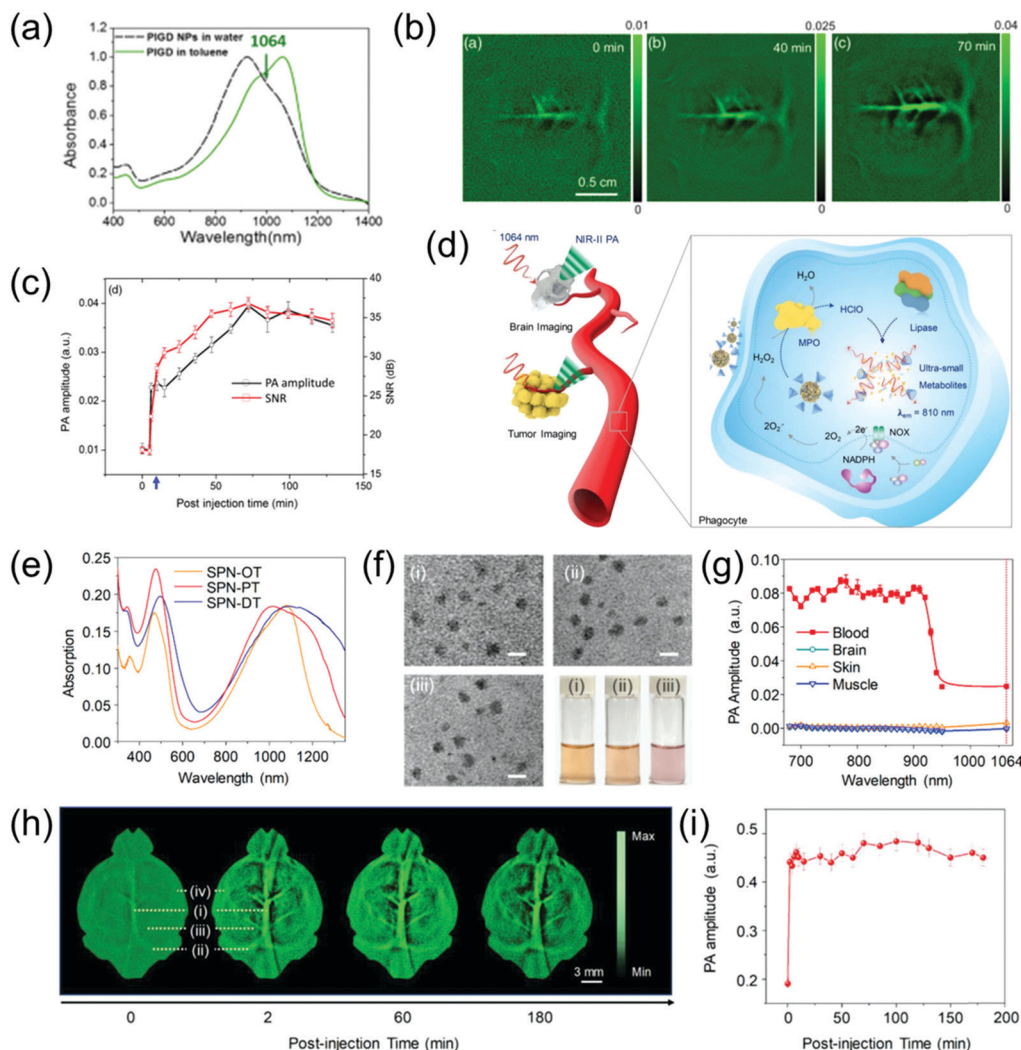 (a)
PIGD NPs in water
PIGD in toluene
1064
1.2
1.0
0.8
0.6
0.4
0.2
0.0
Absorbance
400 600 800 1000 1200 1400
Wavelength(nm)
(b)
0.01
0.025
0.04
(a) 0 min
(b) 40 min
(c) 70 min
0.5 cm
0
0
0
(c)
(d)
0.04
0.03
0.02
0.01
PA amplitude (a.u.)
45
40
35
30
25
20
15
SNR (dB)
PA amplitude
SNR
0 50 100 150
Post injection time (min)
(d)
1064 nm
NIR-II PA
Brain Imaging
Tumor Imaging
H2O
HClO
MPO
Lipase
H2O2
Ultra-small
Metabolites
λem = 810 nm
2O2-
2O2
2e-
NOX
NADPH
Phagocyte
(e)
0.25
0.20
0.15
0.10
0.05
0.00
Absorption
SPN-OT
SPN-PT
SPN-DT
400 600 800 1000 1200
Wavelength (nm)
(f)
(i)
(ii)
(iii)
(i) (ii) (iii)
(g)
0.10
0.08
0.06
0.04
0.02
0.00
PA Amplitude (a.u.)
Blood
Brain
Skin
Muscle
700 800 900 1000 1064
Wavelength (nm)
(h)
(iv)
(i)
(iii)
(ii)
Max
Min
3 mm
0 2 60 180
Post-injection Time (min)
(i)
0.5
0.4
0.3
0.2
PA amplitude (a.u.)
0 50 100 150 200
Post-injection Time (min)